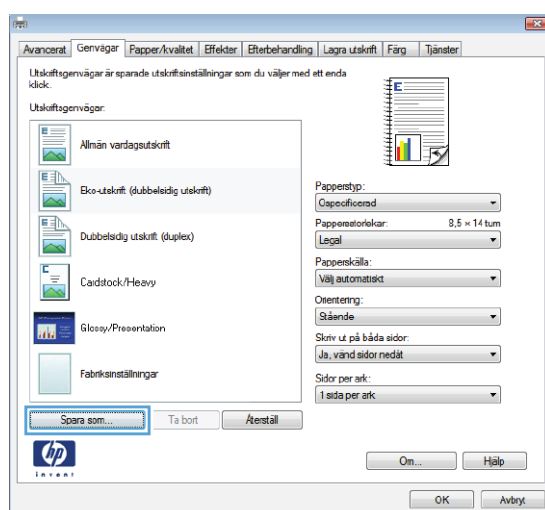 Avancerat Genvägar Papper/kvalitet Effekter Efterbehandling Lagra utskrift Färg Tjänster
Utskriftsgenvägar är sparade utskriftsinställningar som du väljer med ett enda
klick.
Utskriftsgenvägar:
Allmän vardagsutskrift
Eko-utskrift (dubbelsidig utskrift)
Dubbelsidig utskrift (duplex)
Cardstock/Heavy
Glossy/Presentation
Fabriksinställningar
Papperstyp:
Ospecificerad
Pappersstorlekar: 8,5 × 14 tum
Legal
Papperskälla:
Välj automatiskt
Orientering:
Stående
Skriv ut på båda sidor:
Ja, vänd sidor nedåt
Sidor per ark:
1 sida per ark
Spara som... Ta bort Återställ
hp
invent
Om... Hjälp
OK Avbryt